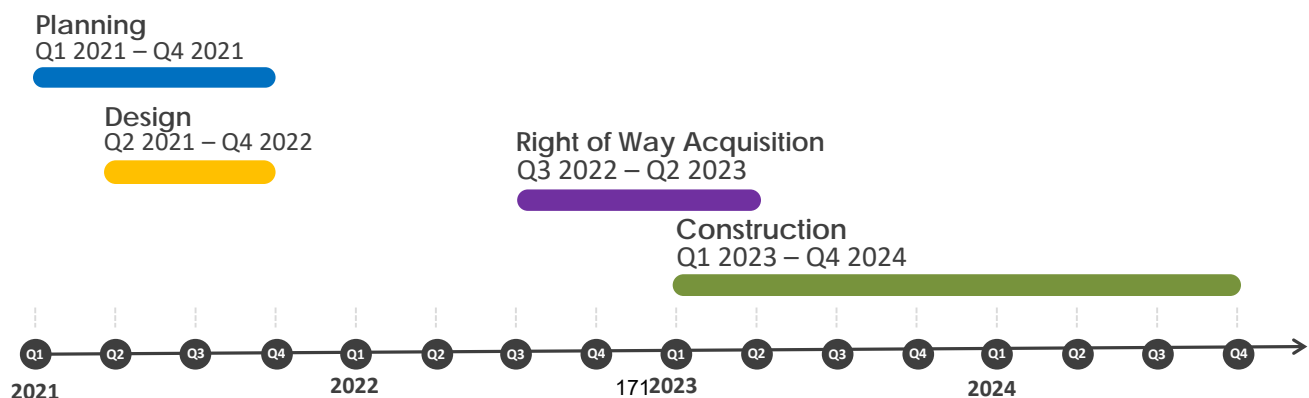 Planning
Q1 2021 – Q4 2021
Design
Q2 2021 – Q4 2022
Right of Way Acquisition
Q3 2022 – Q2 2023
Construction
Q1 2023 – Q4 2024
Q1 Q2 Q3 Q4 Q1 Q2 Q3 Q4 Q1 Q2 Q3 Q4 Q1 Q2 Q3 Q4
2021 2022 171 2023 2024